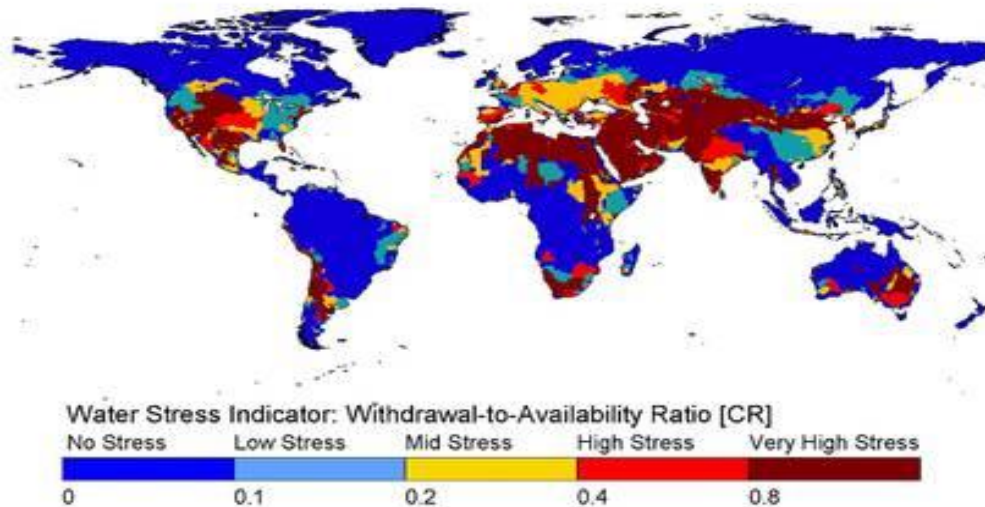 Water Stress Indicator: Withdrawal-to-Availability Ratio [CR]
No Stress Low Stress Mid Stress High Stress Very High Stress
0 0.1 0.2 0.4 0.8